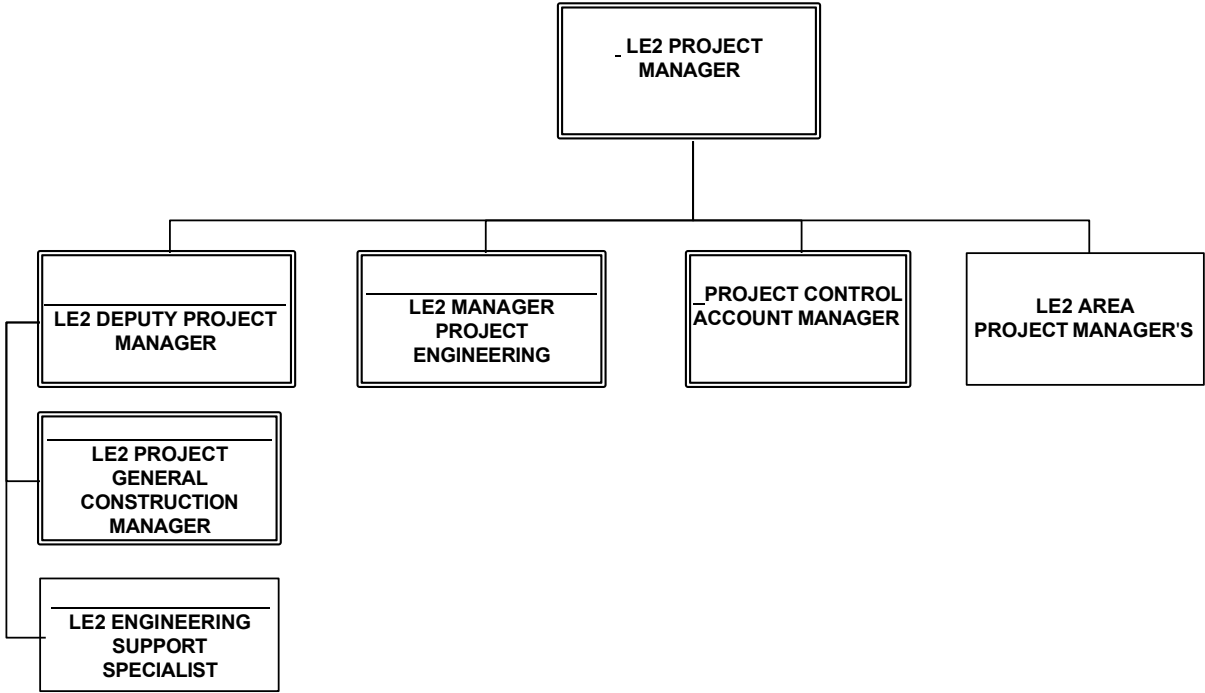 _ LE2 PROJECT
MANAGER
LE2 DEPUTY PROJECT
MANAGER
LE2 MANAGER
PROJECT
ENGINEERING
_PROJECT CONTROL
ACCOUNT MANAGER
LE2 AREA
PROJECT MANAGER'S
LE2 PROJECT
GENERAL
CONSTRUCTION
MANAGER
LE2 ENGINEERING
SUPPORT
SPECIALIST